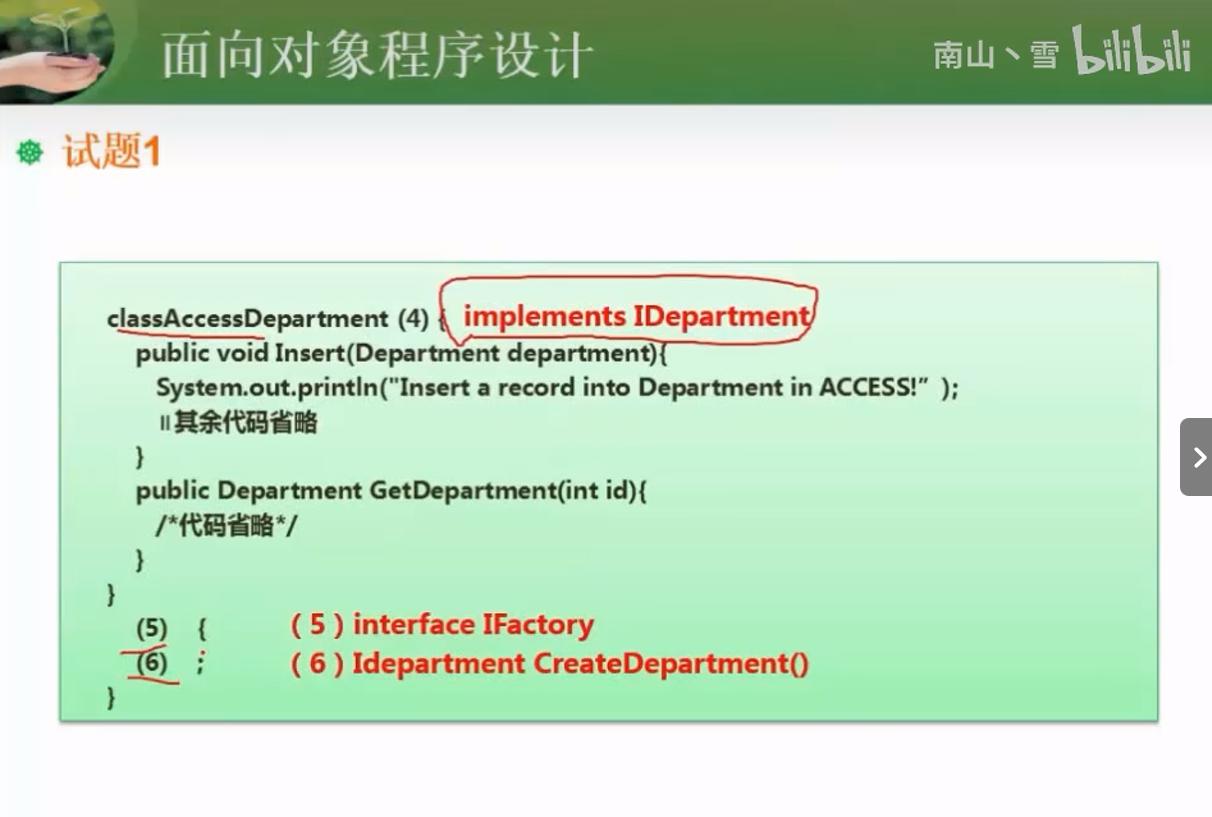 面向对象程序设计
南山丶雪 bilibili
试题1
classAccessDepartment (4) { implements IDepartment
public void Insert(Department department){
System.out.println("Insert a record into Department in ACCESS!” );
॥其余代码省略
}
public Department GetDepartment(int id){
/*代码省略*/
}
}
(5) { （5）interface IFactory
(6) ; （6）Idepartment CreateDepartment()
}